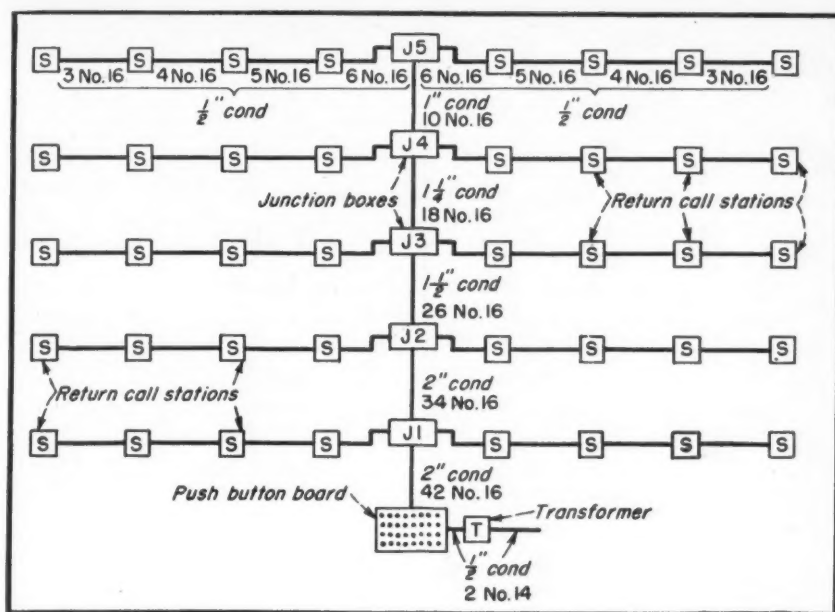 S S S S J5 S S S S
3 No.16 4 No.16 5 No.16 6 No.16 6 No.16 5 No.16 4 No.16 3 No.16
1/2" cond 1" cond 1/2" cond
10 No.16
S S S S J4 S S S S
Junction boxes 1 1/4" cond Return call stations
18 No.16
S S S S J3 S S S S
1 1/2" cond
26 No.16
S S S S J2 S S S S
Return call stations 2" cond
34 No.16
S S S S J1 S S S S
Push button board 2" cond
42 No.16
Transformer
T
1/2" cond
2 No.14